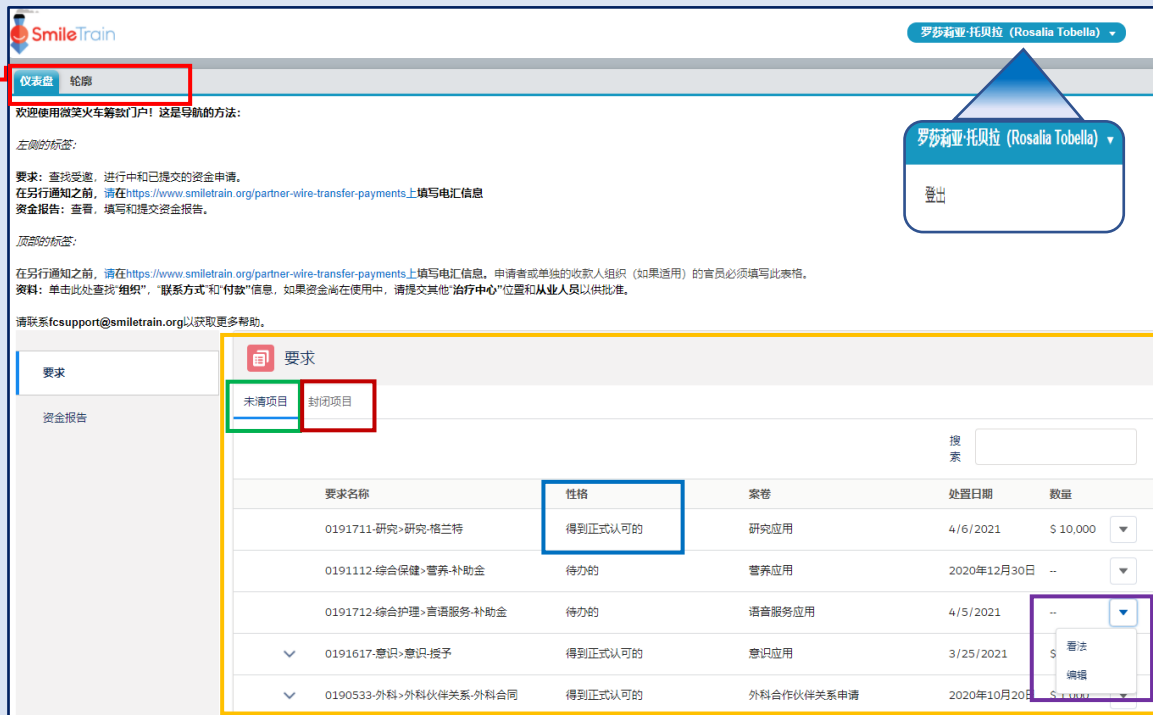 SmileTrain
罗莎莉亚·托贝拉（Rosalia Tobella）
仪表盘 轮廓
欢迎使用微笑火车筹款门户！这是导航的方法：
罗莎莉亚·托贝拉（Rosalia Tobella）
登出
左侧的标签：
要求：查找受邀，进行中和已提交的资金申请。
在另行通知之前，请在https://www.smiletrain.org/partner-wire-transfer-payments上填写电汇信息
资金报告：查看，填写和提交资金报告。
顶部的标签：
在另行通知之前，请在https://www.smiletrain.org/partner-wire-transfer-payments上填写电汇信息。申请者或单独的收款人组织（如果适用）的官员必须填写此表格。
资料：单击此处查找“组织”，“联系方式”和“付款”信息，如果资金尚在使用中，请提交其他“治疗中心”位置和从业人员以供批准。
请联系fcsupport@smiletrain.org以获取更多帮助。
要求
资金报告
要求
未清项目 封闭项目
搜
索
要求名称 性格 案卷 处置日期 数量
0191711-研究>研究-格兰特 得到正式认可的 研究应用 4/6/2021 $ 10,000
0191112-综合保健>营养-补助金 待办的 营养应用 2020年12月30日 --
0191712-综合护理>言语服务-补助金 待办的 语音服务应用 4/5/2021 --
看法
0191617-意识>意识-授予 得到正式认可的 意识应用 3/25/2021 $
编辑
0190533-外科>外科伙伴关系-外科合同 得到正式认可的 外科合作伙伴关系申请 2020年10月20日 $ 1,000